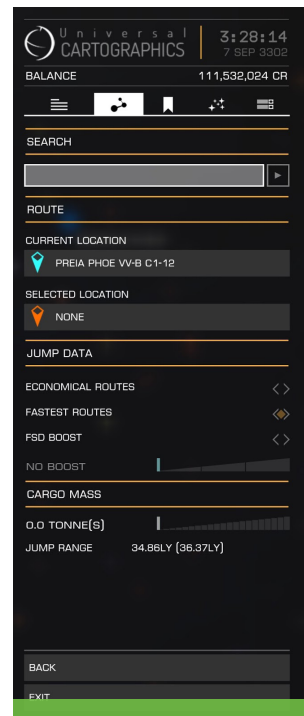 Universal
CARTOGRAPHICS
3:28:14
7 SEP 3302
BALANCE 111,532,024 CR
SEARCH
ROUTE
CURRENT LOCATION
PREIA PHOE VV-B C1-12
SELECTED LOCATION
NONE
JUMP DATA
ECONOMICAL ROUTES
FASTEST ROUTES
FSD BOOST
NO BOOST
CARGO MASS
0.0 TONNE(S)
JUMP RANGE 34.86LY (36.37LY)
BACK
EXIT